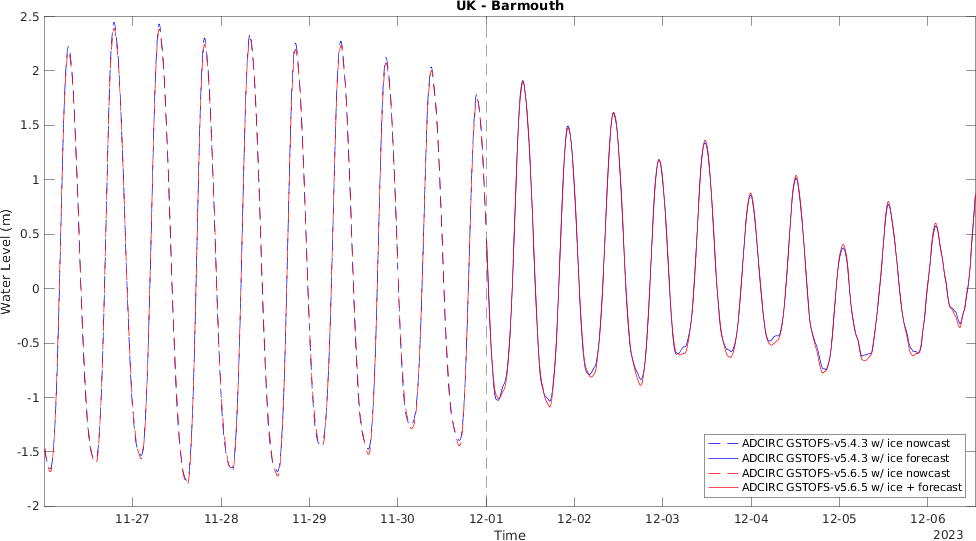 UK - Barmouth
2.5
2
1.5
1
0.5
0
-0.5
-1
-1.5
-2
Water Level (m)
11-27 11-28 11-29 11-30 12-01 12-02 12-03 12-04 12-05 12-06
Time
2023
ADCIRC GSTOFS-v5.4.3 w/ ice nowcast
ADCIRC GSTOFS-v5.4.3 w/ ice forecast
ADCIRC GSTOFS-v5.6.5 w/ ice nowcast
ADCIRC GSTOFS-v5.6.5 w/ ice + forecast